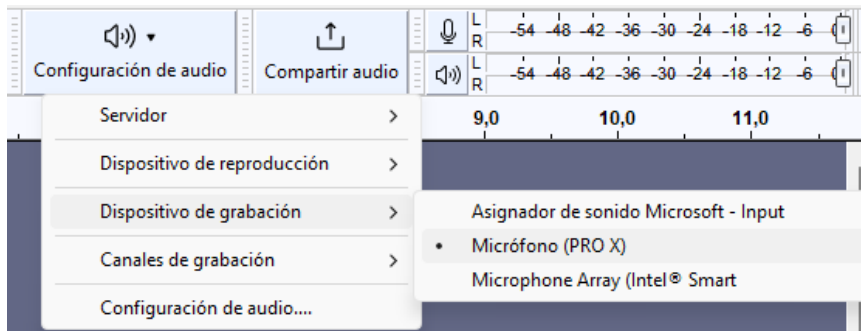 L
R
-54 -48 -42 -36 -30 -24 -18 -12 -6
Configuración de audio
Compartir audio
L
R
-54 -48 -42 -36 -30 -24 -18 -12 -6
9,0 10,0 11,0
Servidor
Dispositivo de reproducción
Dispositivo de grabación
Canales de grabación
Configuración de audio....
Asignador de sonido Microsoft - Input
Micrófono (PRO X)
Microphone Array (Intel® Smart